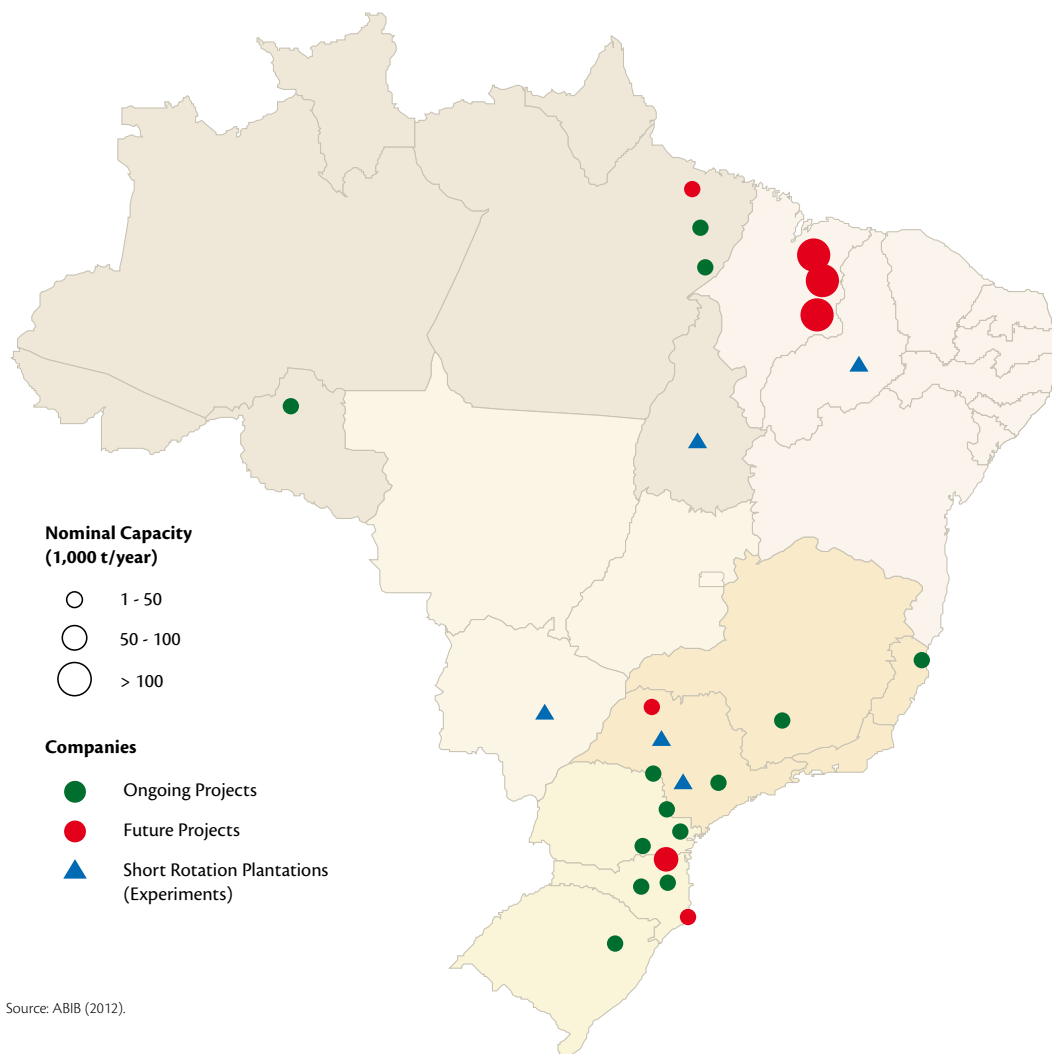 Nominal Capacity
(1,000 t/year)
1 - 50
50 - 100
> 100
Companies
Ongoing Projects
Future Projects
Short Rotation Plantations
(Experiments)
Source: ABIB (2012).